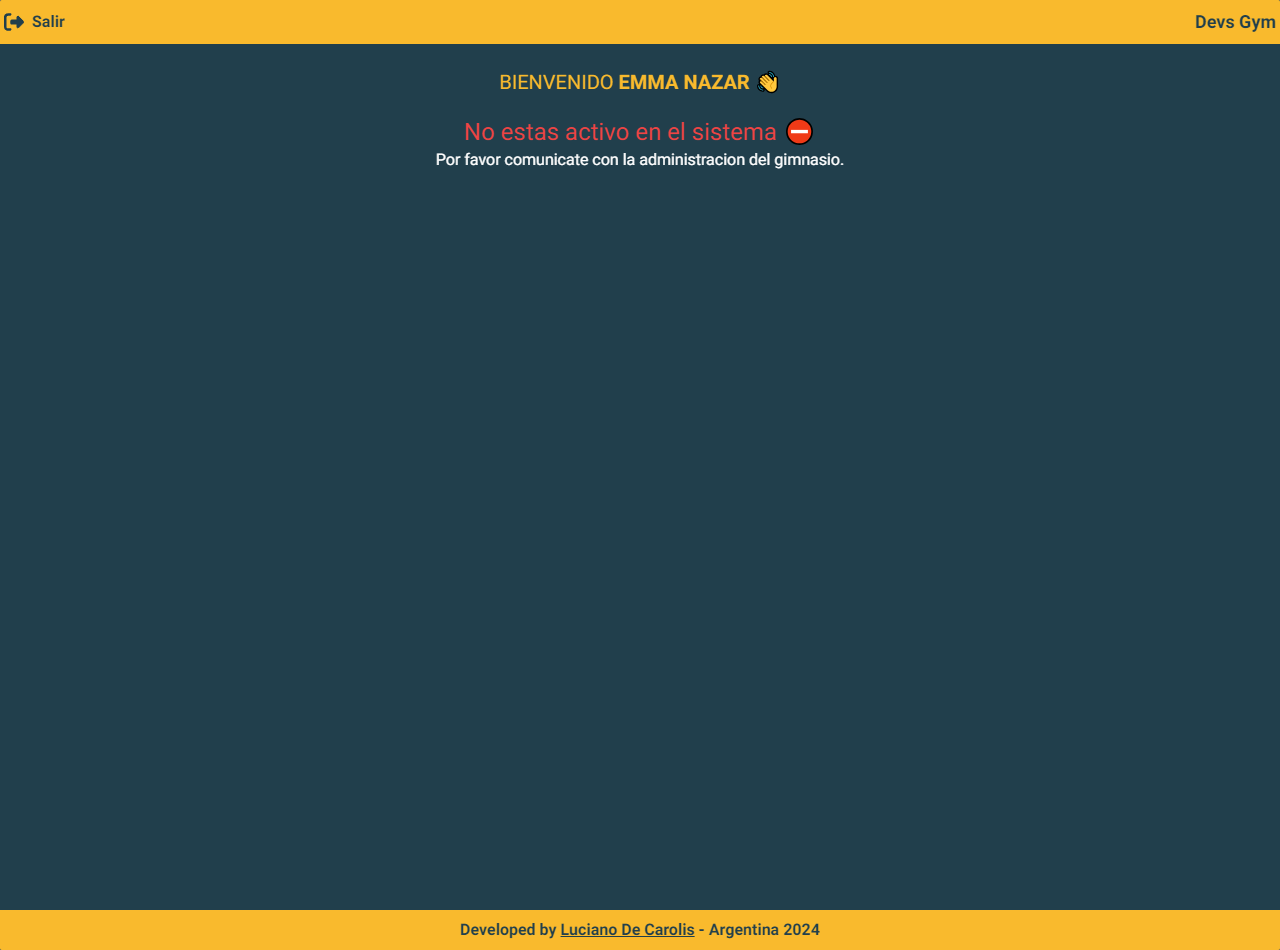 Salir
Devs Gym
BIENVENIDO EMMA NAZAR 👋
No estas activo en el sistema ⛔
Por favor comunicate con la administracion del gimnasio.
Developed by Luciano De Carolis - Argentina 2024